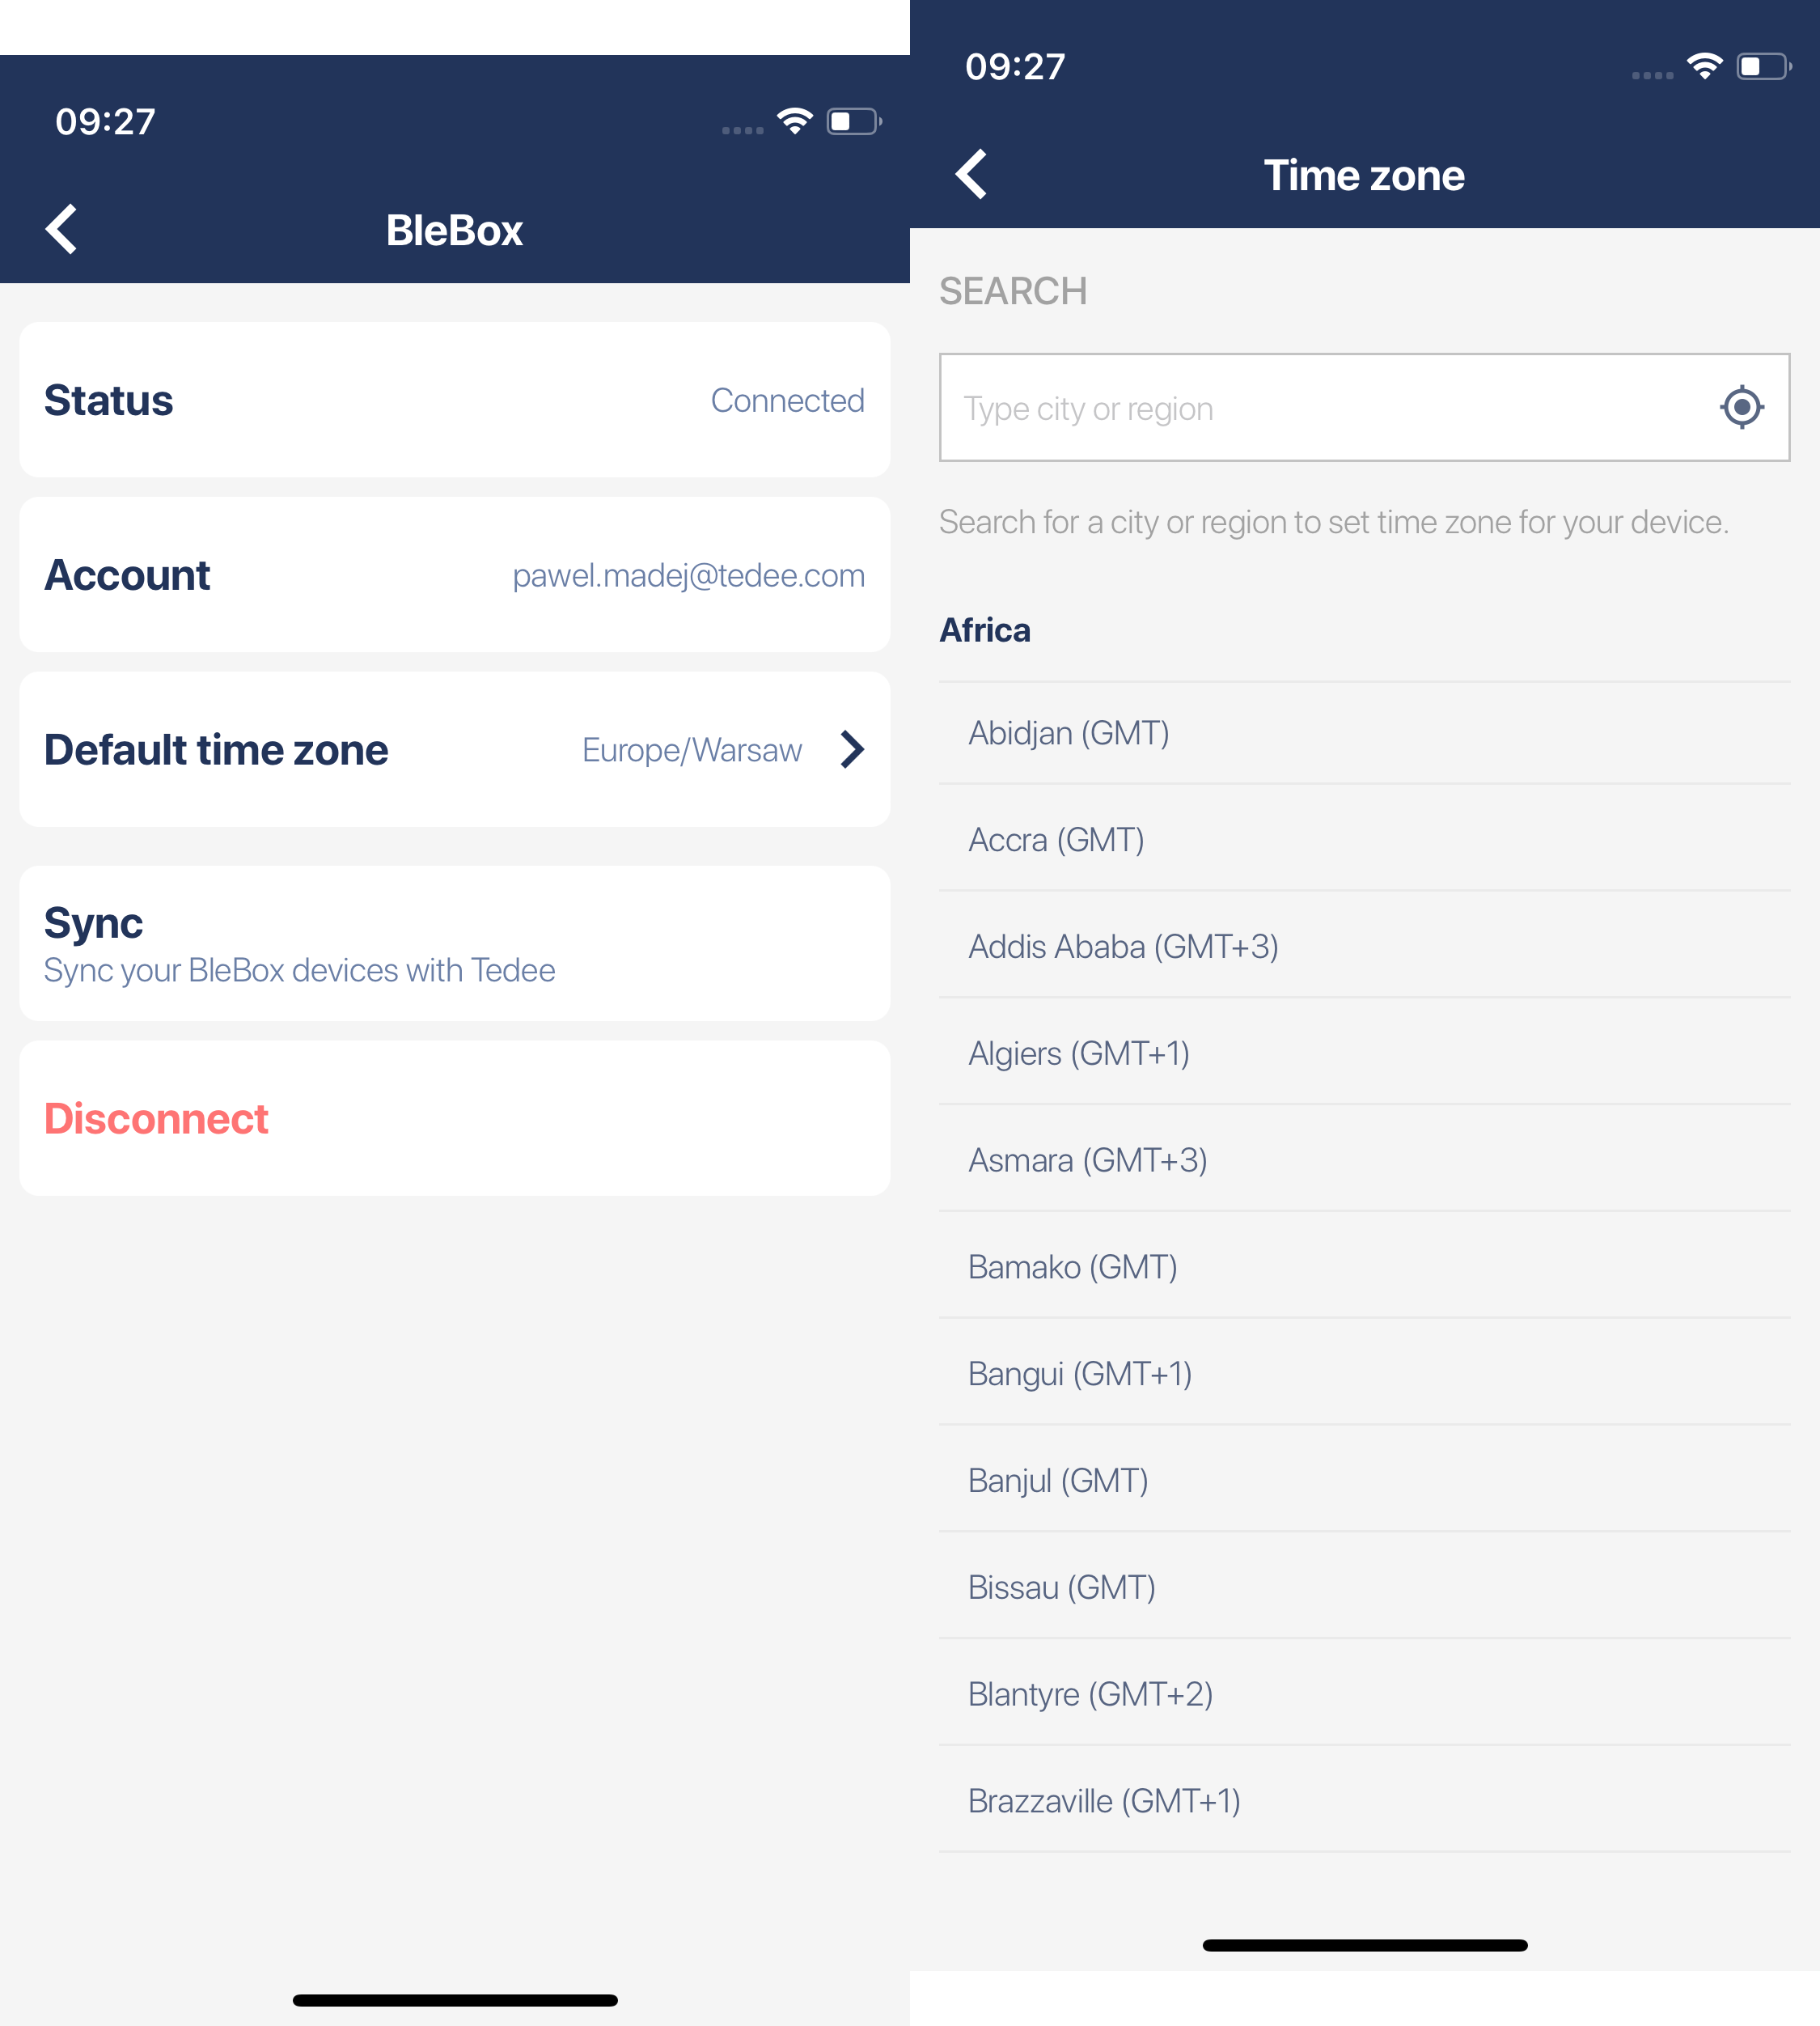 09:27
BleBox
Status
Connected
Account
pawel.madej@tedee.com
Default time zone
Europe/Warsaw
Sync
Sync your BleBox devices with Tedee
Disconnect
09:27
Time zone
SEARCH
Type city or region
Search for a city or region to set time zone for your device.
Africa
Abidjan (GMT)
Accra (GMT)
Addis Ababa (GMT+3)
Algiers (GMT+1)
Asmara (GMT+3)
Bamako (GMT)
Bangui (GMT+1)
Banjul (GMT)
Bissau (GMT)
Blantyre (GMT+2)
Brazzaville (GMT+1)